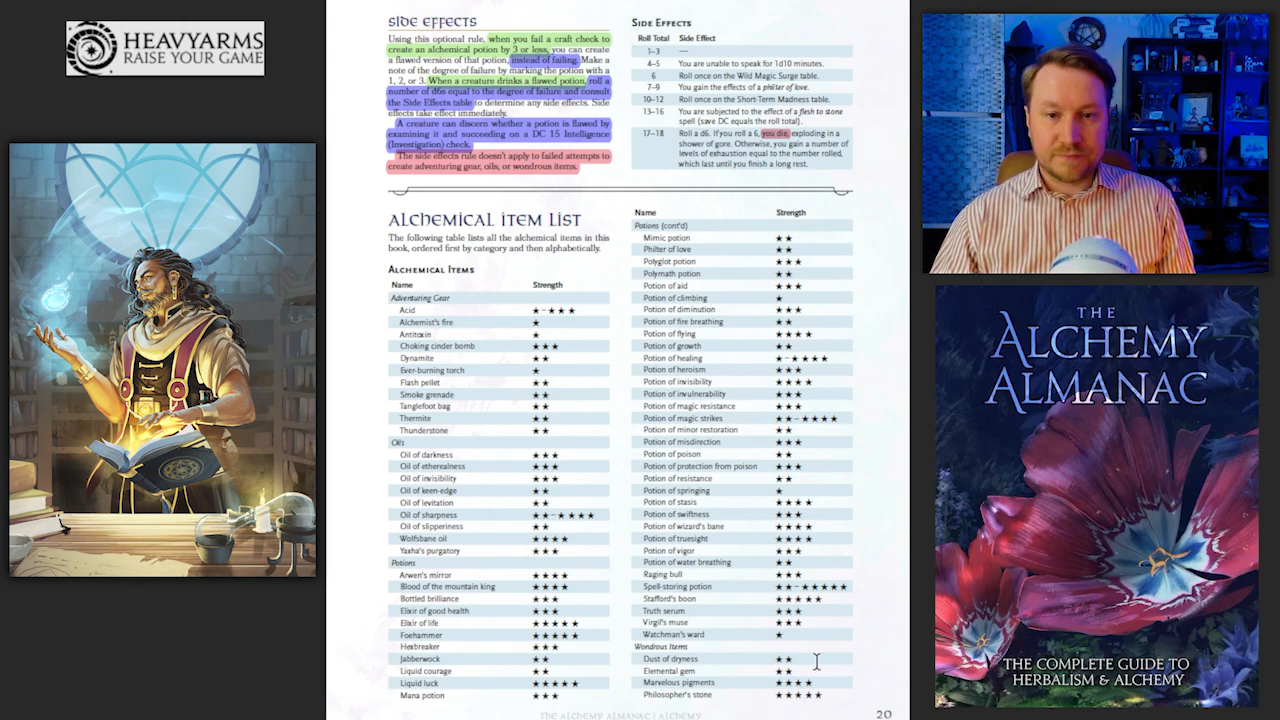 HEAVYARMS
RAISE YOUR GAME
SIDE EFFECTS
Using this optional rule, when you fail a craft check to
create an alchemical potion by 3 or less, you can create
a flawed version of that potion, instead of failing. Make a
note of the degree of failure by marking the potion with a
1, 2, or 3. When a creature drinks a flawed potion, roll a
number of d6s equal to the degree of failure and consult
the Side Effects table to determine any side effects. Side
effects take effect immediately.
A creature can discern whether a potion is flawed by
examining it and succeeding on a DC 15 Intelligence
(Investigation) check.
The side effects rule doesn't apply to failed attempts to
create adventuring gear, oils, or wondrous items.
SIDE EFFECTS
Roll Total Side Effect
1–3 —
4–5 You are unable to speak for 1d10 minutes.
6 Roll once on the Wild Magic Surge table.
7–9 You gain the effects of a philter of love.
10–12 Roll once on the Short-Term Madness table.
13–16 You are subjected to the effect of a flesh to stone
spell (save DC equals the roll total).
17–18 Roll a d6. If you roll a 6, you die, exploding in a
shower of gore. Otherwise, you gain a number of
levels of exhaustion equal to the number rolled,
which last until you finish a long rest.
ALCHEMICAL ITEM LIST
The following table lists all the alchemical items in this
book, ordered first by category and then alphabetically.
ALCHEMICAL ITEMS
Name Strength
Adventuring Gear
Acid ★–★★★
Alchemist's fire ★
Antitoxin ★
Choking cinder bomb ★★★
Dynamite ★★
Ever-burning torch ★
Flash pellet ★★
Smoke grenade ★★
Tanglefoot bag ★★
Thermite ★★
Thunderstone ★★
Oils
Oil of darkness ★★★
Oil of etherealness ★★★
Oil of invisibility ★★★
Oil of keen-edge ★★
Oil of levitation ★★
Oil of sharpness ★★–★★★★
Oil of slipperiness ★★
Wolfsbane oil ★★★★
Yaxha's purgatory ★★★
Potions
Arwen's mirror ★★★★
Blood of the mountain king ★★★★
Bottled brilliance ★★★
Elixir of good health ★★★
Elixir of life ★★★★★
Foehammer ★★★★★
Hexbreaker ★★★
Jabberwock ★★
Liquid courage ★★
Liquid luck ★★★★★
Mana potion ★★★
Name Strength
Potions (cont'd)
Mimic potion ★★
Philter of love ★★
Polyglot potion ★★★
Polymath potion ★★
Potion of aid ★★★
Potion of climbing ★
Potion of diminution ★★★
Potion of fire breathing ★★
Potion of flying ★★★★
Potion of growth ★★
Potion of healing ★–★★★★
Potion of heroism ★★★
Potion of invisibility ★★★★
Potion of invulnerability ★★★
Potion of magic resistance ★★★
Potion of magic strikes ★★–★★★★
Potion of minor restoration ★★
Potion of misdirection ★★★
Potion of poison ★★
Potion of protection from poison ★★★
Potion of resistance ★★
Potion of springing ★
Potion of stasis ★★★★
Potion of swiftness ★★★
Potion of wizard's bane ★★★★
Potion of truesight ★★★★
Potion of vigor ★★★
Potion of water breathing ★★
Raging bull ★★★
Spell-storing potion ★★–★★★★★
Stafford's boon ★★★★★
Truth serum ★★★
Virgil's muse ★★★
Watchman's ward ★
Wondrous Items
Dust of dryness ★★
Elemental gem ★★
Marvelous pigments ★★★★
Philosopher's stone ★★★★★
THE ALCHEMY ALMANAC | ALCHEMY
20
THE
ALCHEMY
ALMANAC
THE COMPLETE GUIDE TO
HERBALISM & ALCHEMY